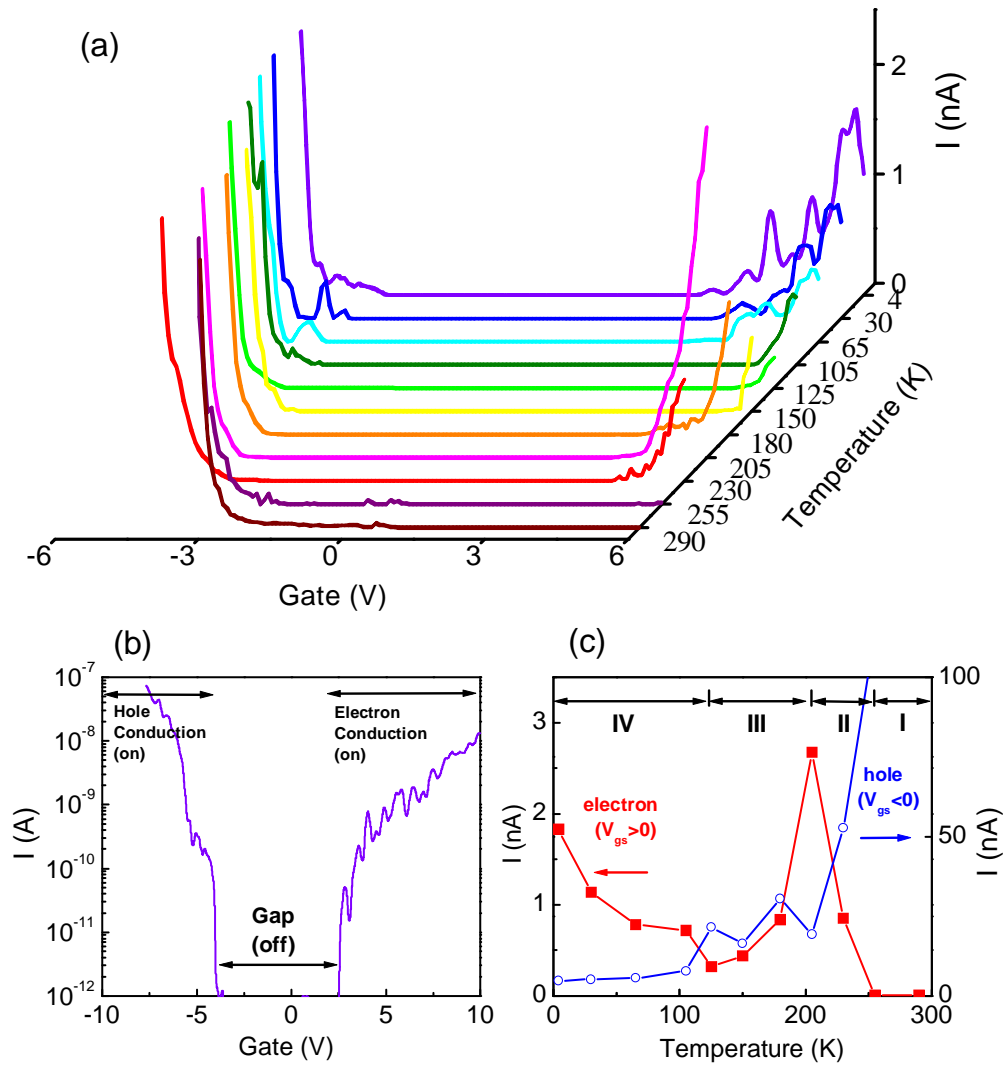 (a)
2
1
0
I (nA)
4
30
65
105
125
150
180
205
230
255
290
Temperature (K)
-6
-3
0
3
6
Gate (V)
(b)
10^-7
10^-8
10^-9
10^-10
10^-11
10^-12
I (A)
Hole
Conduction
(on)
Electron
Conduction
(on)
Gap
(off)
-10
-5
0
5
10
Gate (V)
(c)
3
2
1
0
I (nA)
IV
III
II
I
electron
(V_gs>0)
hole
(V_gs<0)
100
50
0
I (nA)
0
100
200
300
Temperature (K)